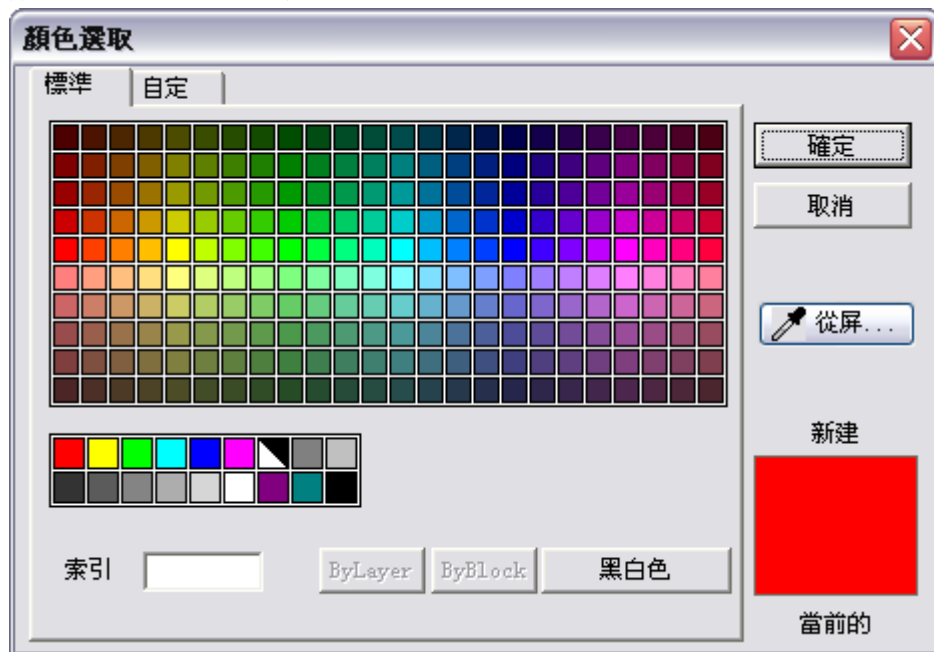 顏色選取
標準
自定
確定
取消
從屏...
新建
索引
ByLayer
ByBlock
黑白色
當前的